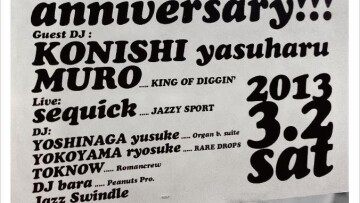 anniversary!!!
Guest DJ :
KONISHI yasuharu
MURO ..... KING OF DIGGIN'
Live:
sequick ..... JAZZY SPORT
DJ:
YOSHINAGA yusuke ..... Organ b. suite
YOKOYAMA ryosuke ..... RARE DROPS
TOKNOW ..... Romancrew
DJ bara ..... Peanuts Pro.
Jazz Swindle
2013
3.2
sat